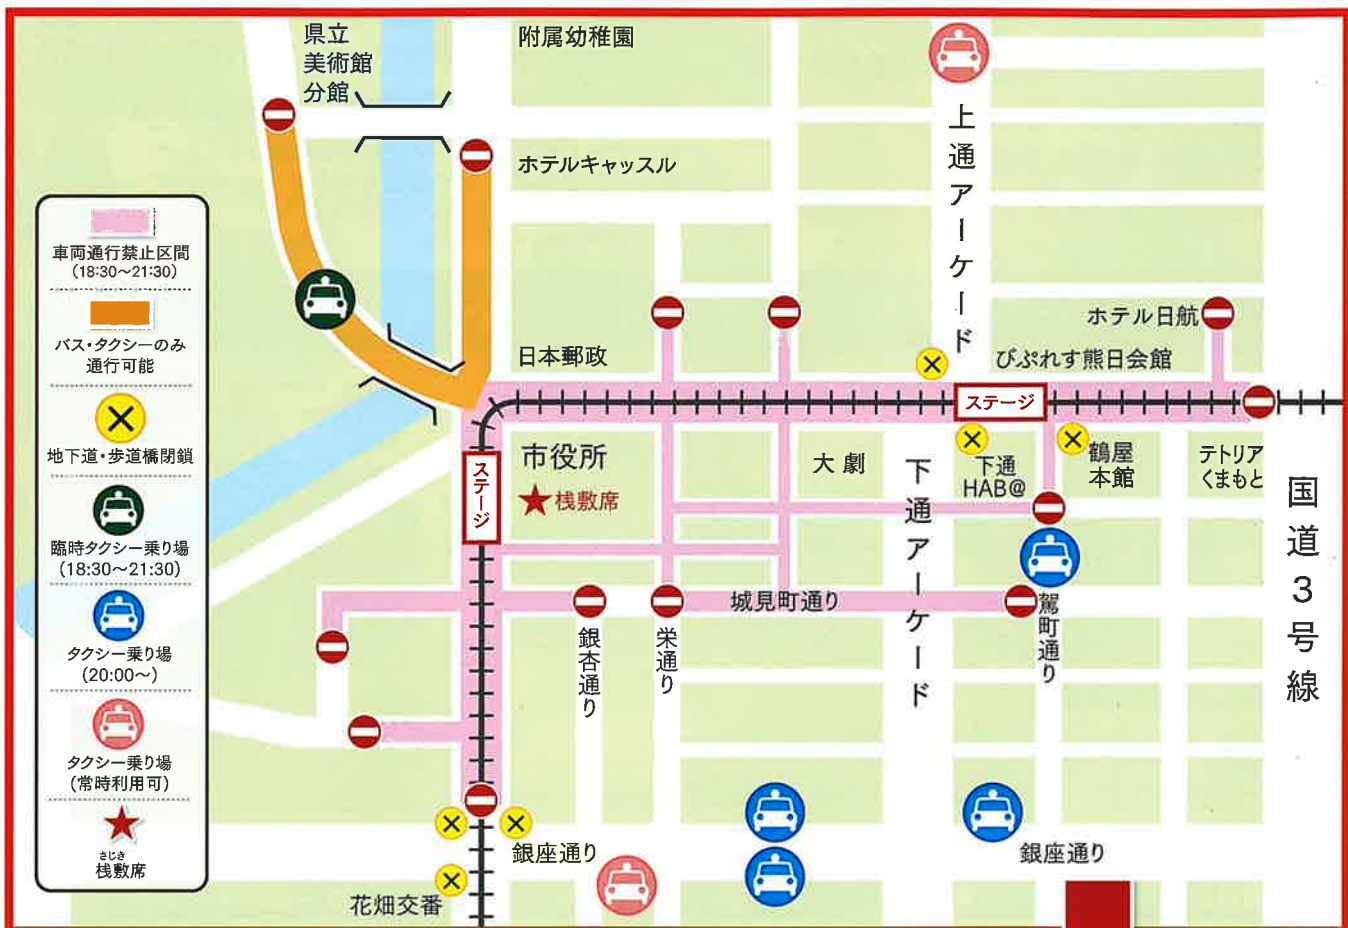 県立
美術館
分館
附属幼稚園
ホテルキャッスル
上通アーケード
車両通行禁止区間
(18:30～21:30)
バス・タクシーのみ
通行可能
地下道・歩道橋閉鎖
臨時タクシー乗り場
(18:30～21:30)
タクシー乗り場
(20:00～)
タクシー乗り場
(常時利用可)
さじき
桟敷席
日本郵政
ホテル日航
びぷれす熊日会館
ステージ
ステージ
市役所
桟敷席
大劇
下通アーケード
下通
HAB@
鶴屋
本館
テトリア
くまもと
国道3号線
城見町通り
銀杏通り
栄通り
駕町通り
銀座通り
銀座通り
花畑交番